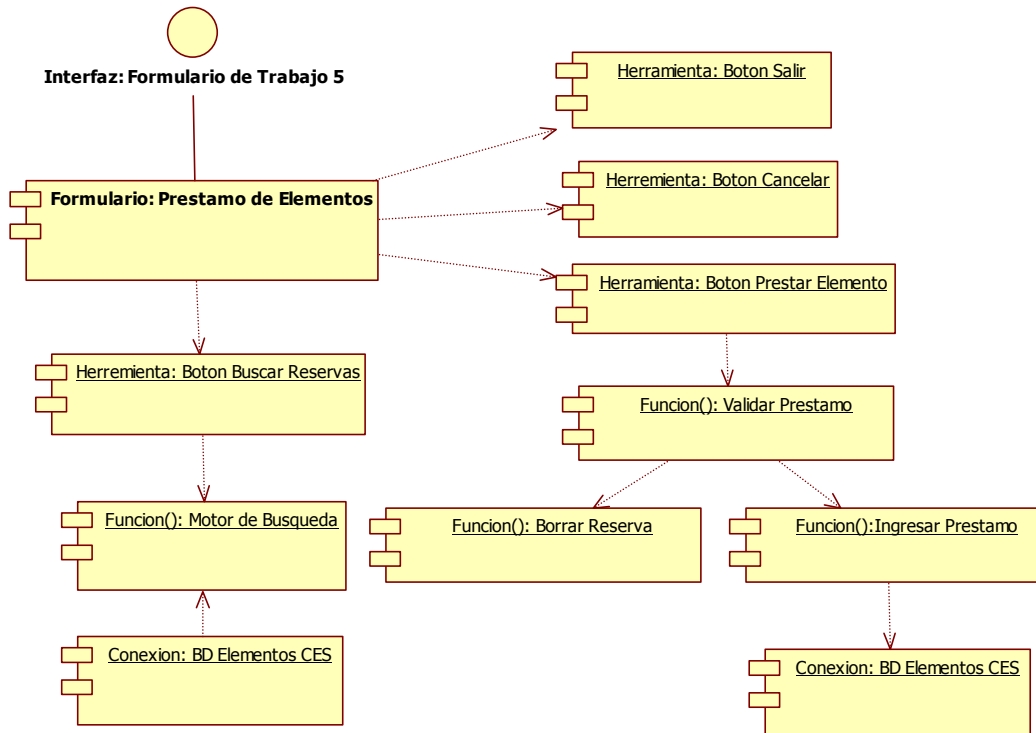 Interfaz: Formulario de Trabajo 5
Herramienta: Boton Salir
Formulario: Prestamo de Elementos
Herremienta: Boton Cancelar
Herramienta: Boton Prestar Elemento
Herremienta: Boton Buscar Reservas
Funcion(): Validar Prestamo
Funcion(): Motor de Busqueda
Funcion(): Borrar Reserva
Funcion():Ingresar Prestamo
Conexion: BD Elementos CES
Conexion: BD Elementos CES